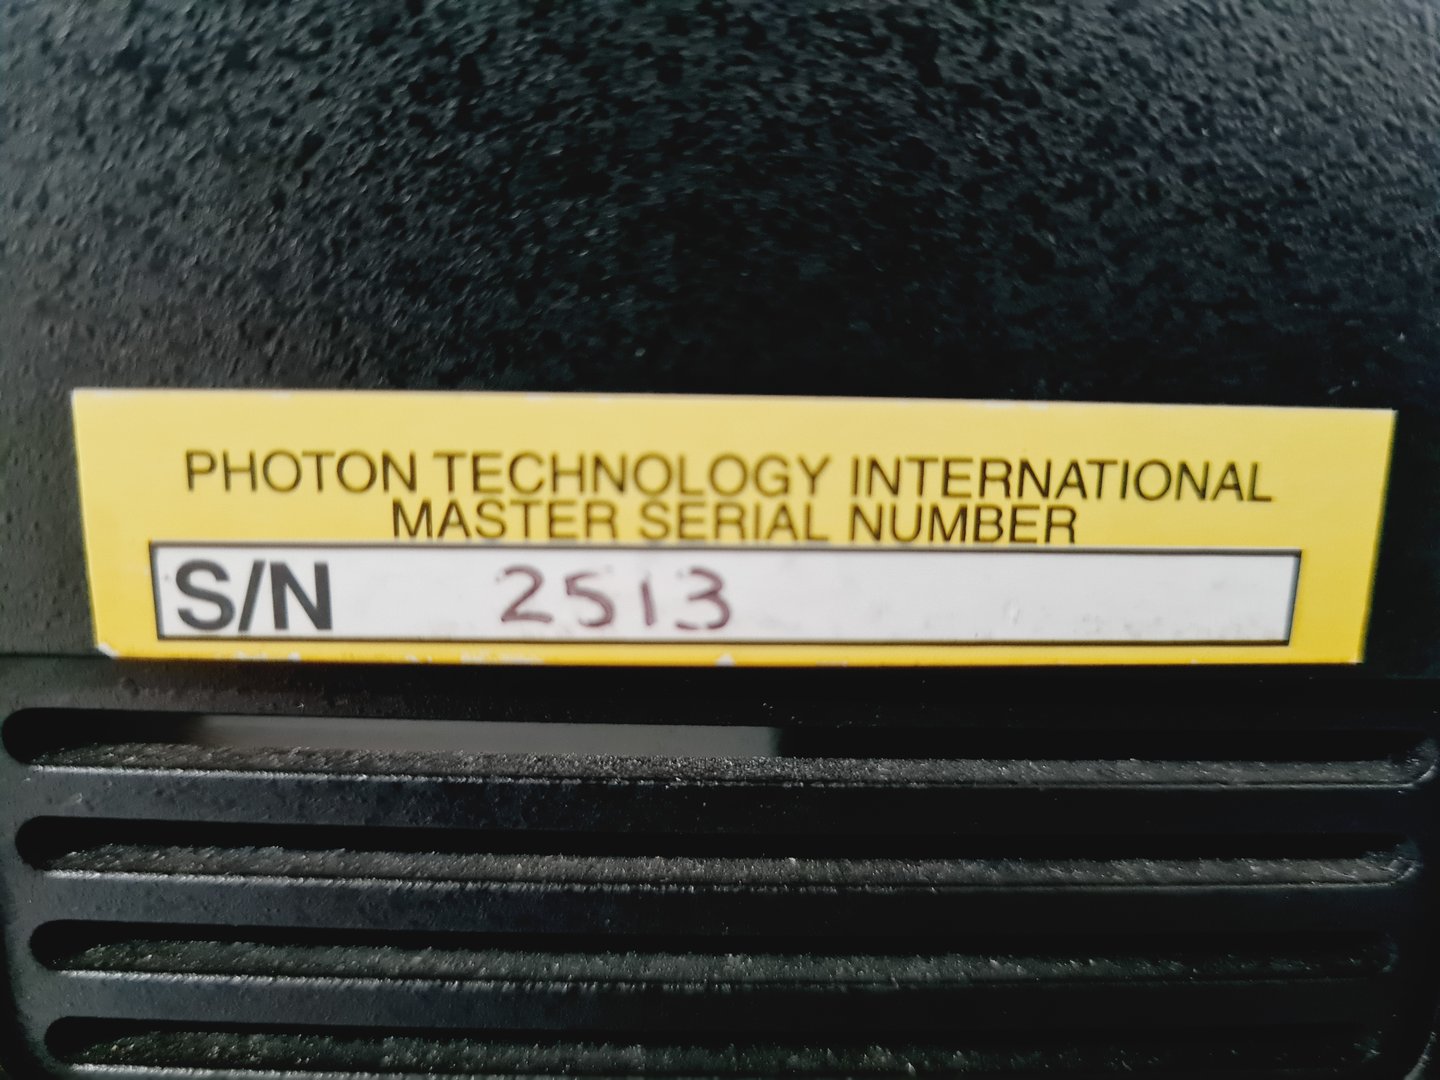 PHOTON TECHNOLOGY INTERNATIONAL
MASTER SERIAL NUMBER
S/N 2513